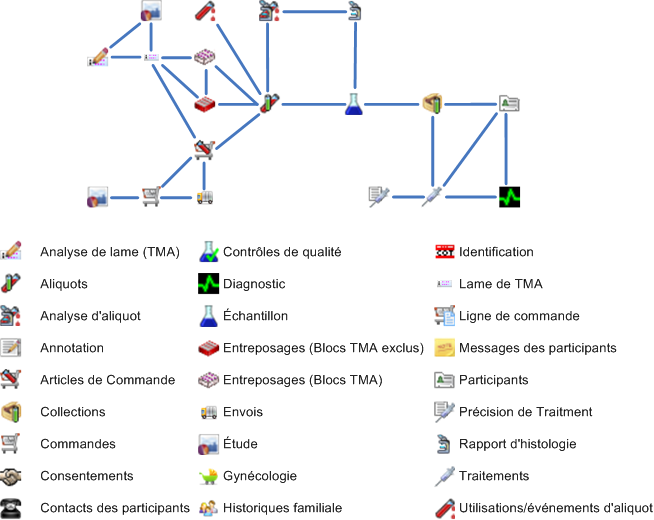 Analyse de lame (TMA)
Contrôles de qualité
Identification
Aliquots
Diagnostic
Lame de TMA
Analyse d'aliquot
Échantillon
Ligne de commande
Annotation
Entreposages (Blocs TMA exclus)
Messages des participants
Articles de Commande
Entreposages (Blocs TMA)
Participants
Collections
Envois
Précision de Traitment
Commandes
Étude
Rapport d'histologie
Consentements
Gynécologie
Traitements
Contacts des participants
Historiques familiale
Utilisations/événements d'aliquot